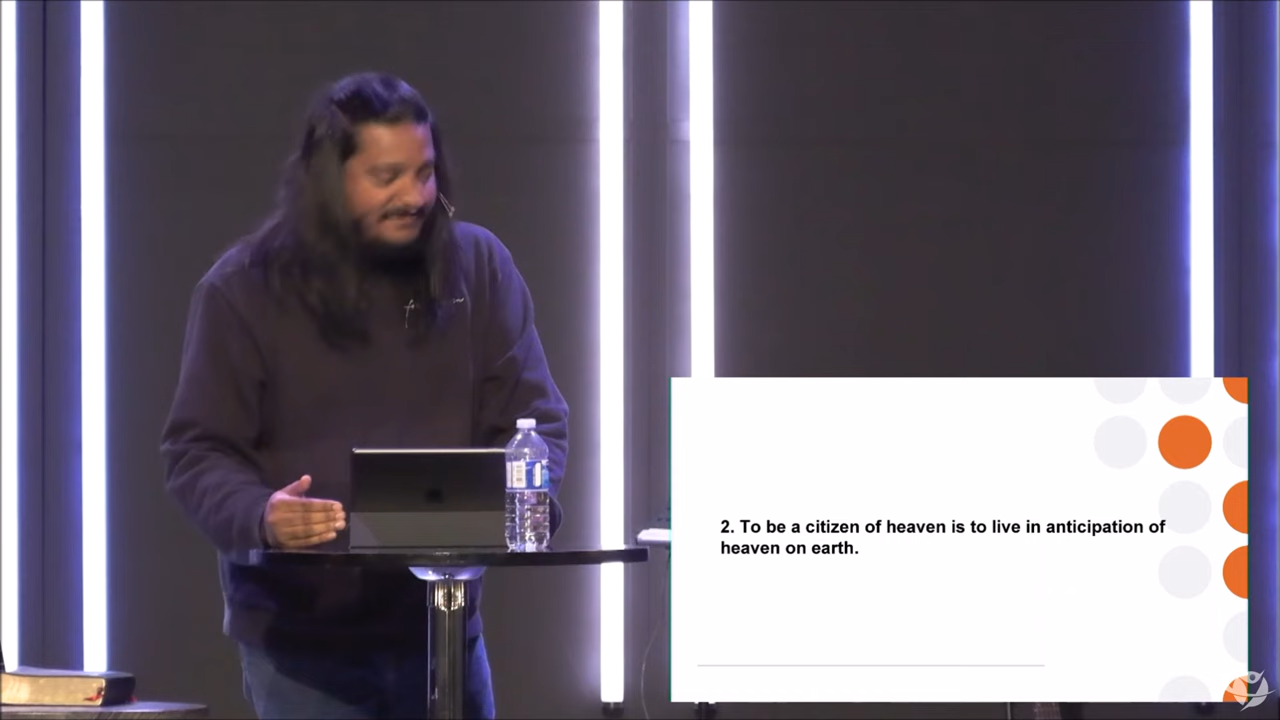 2. To be a citizen of heaven is to live in anticipation of
heaven on earth.